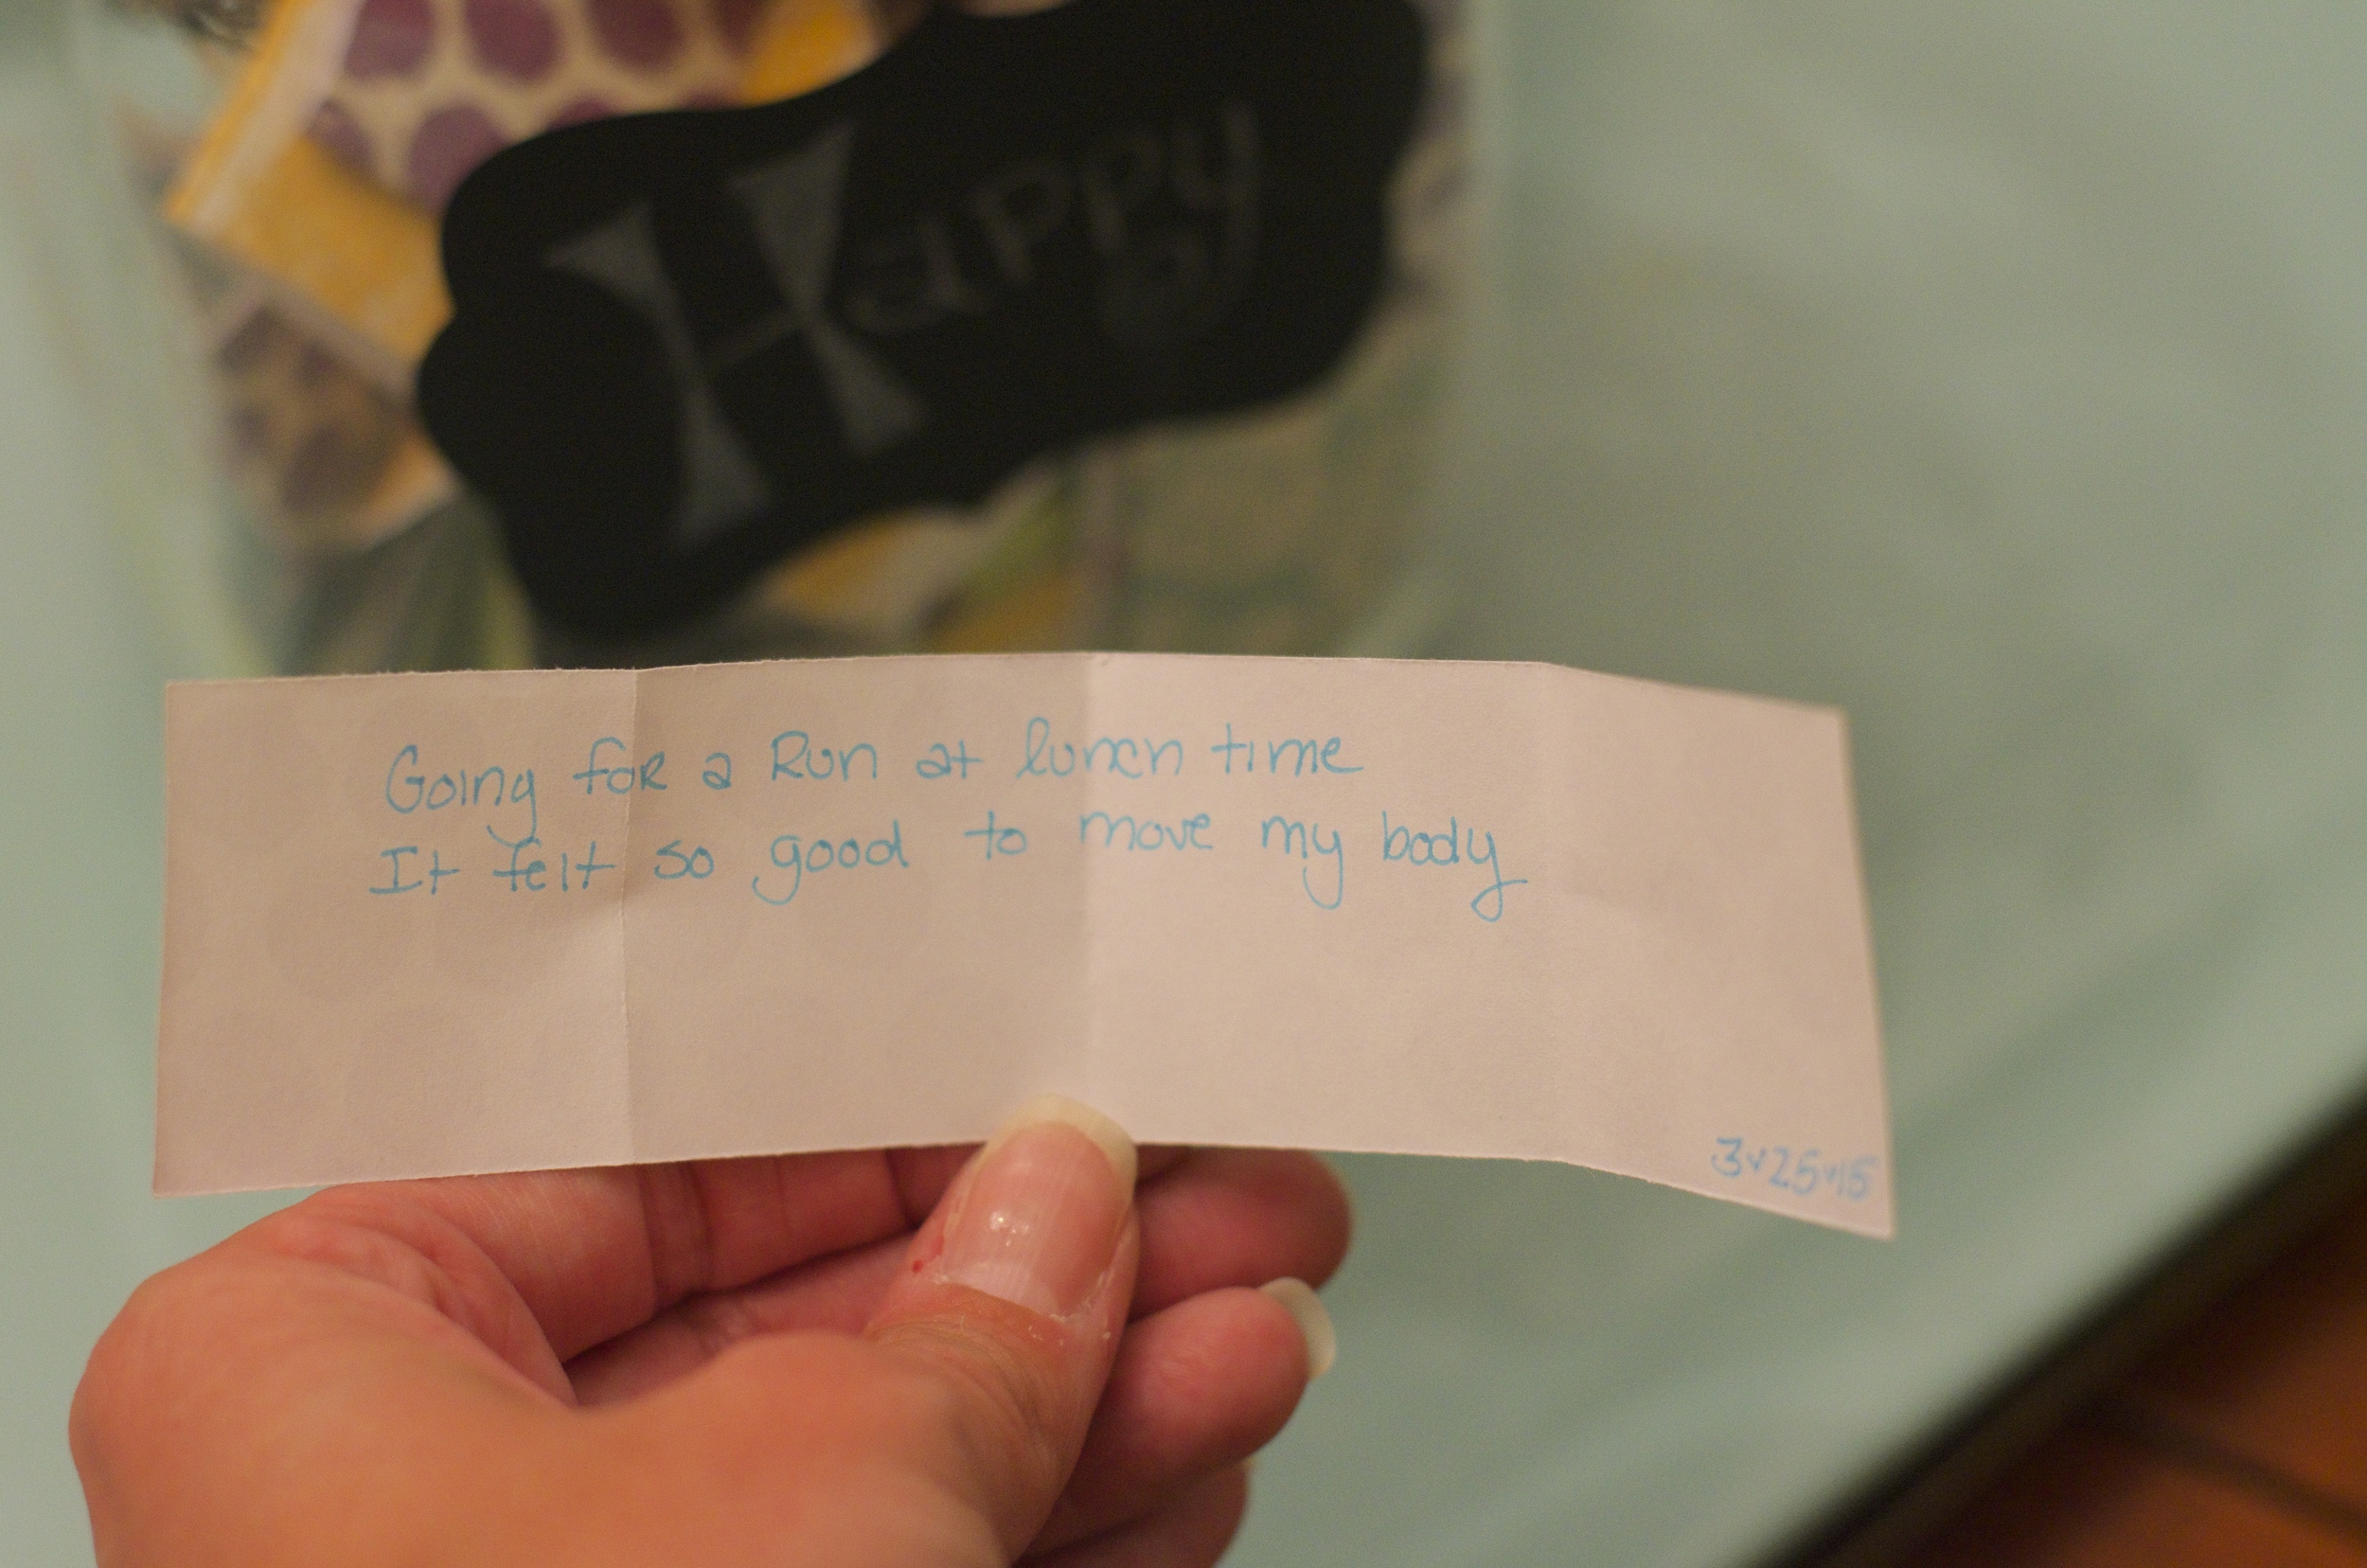 Happy
Going for a Run at lunch time
It felt so good to move my body
3.25.15